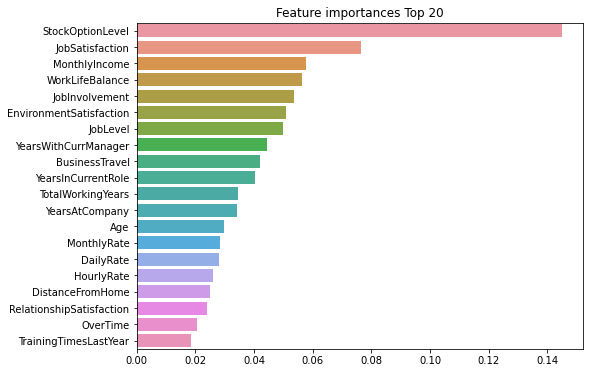 Feature importances Top 20
StockOptionLevel
JobSatisfaction
MonthlyIncome
WorkLifeBalance
JobInvolvement
EnvironmentSatisfaction
JobLevel
YearsWithCurrManager
BusinessTravel
YearsInCurrentRole
TotalWorkingYears
YearsAtCompany
Age
MonthlyRate
DailyRate
HourlyRate
DistanceFromHome
RelationshipSatisfaction
OverTime
TrainingTimesLastYear
0.00 0.02 0.04 0.06 0.08 0.10 0.12 0.14